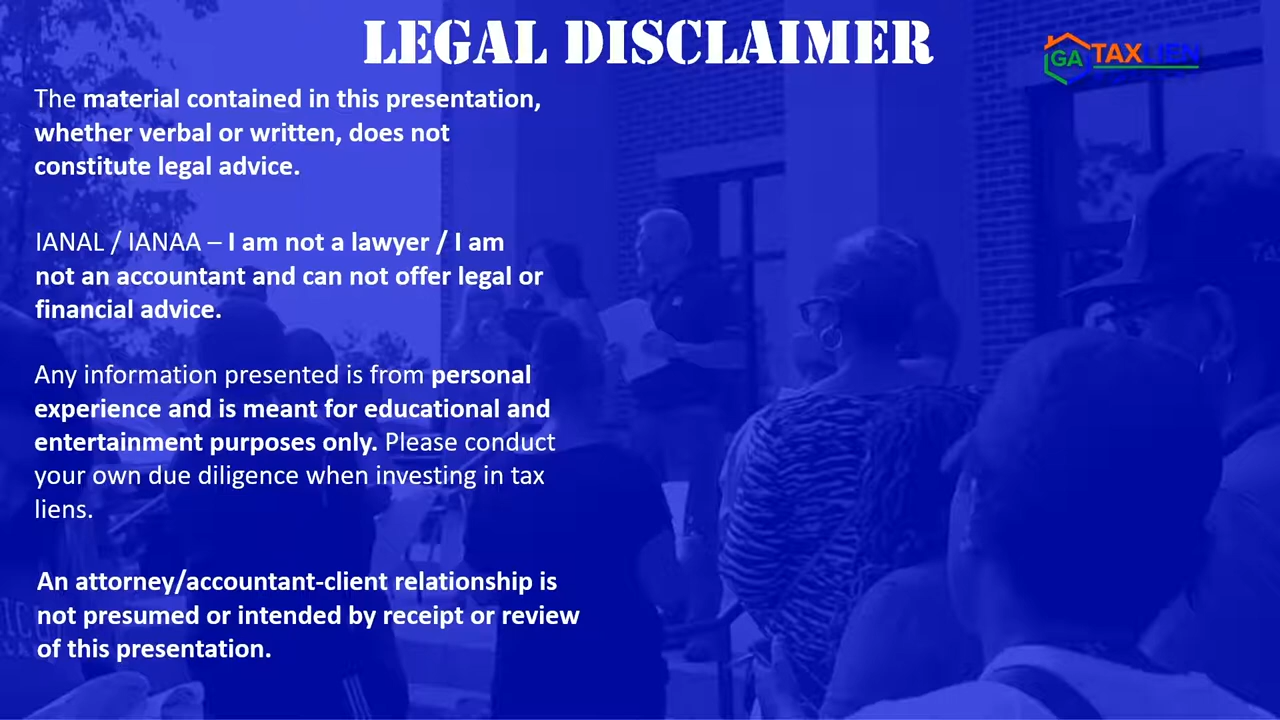 LEGAL DISCLAIMER
GA TAX LIEN
The material contained in this presentation,
whether verbal or written, does not
constitute legal advice.
IANAL / IANAA – I am not a lawyer / I am
not an accountant and can not offer legal or
financial advice.
Any information presented is from personal
experience and is meant for educational and
entertainment purposes only. Please conduct
your own due diligence when investing in tax
liens.
An attorney/accountant-client relationship is
not presumed or intended by receipt or review
of this presentation.